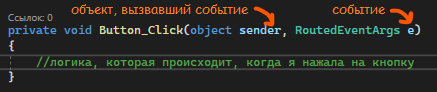 объект, вызвавший событие событие
Ссылок: 0
private void Button_Click(object sender, RoutedEventArgs e)
{
//логика, которая происходит, когда я нажала на кнопку
}